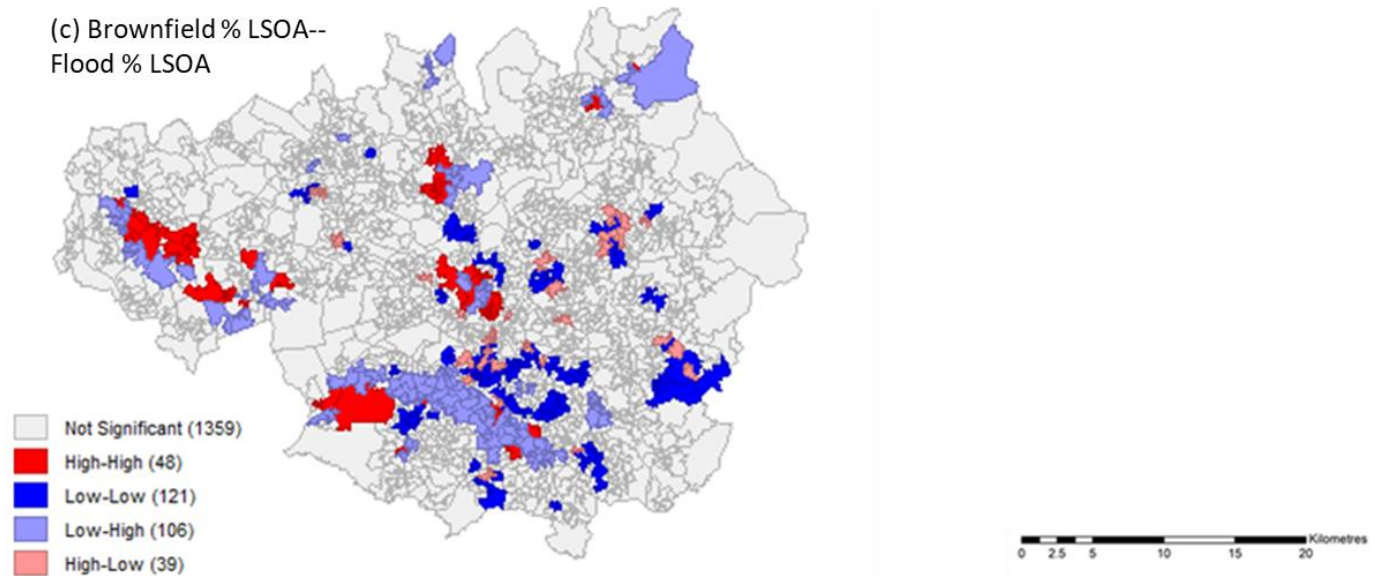 (c) Brownfield % LSOA--
Flood % LSOA
Not Significant (1359)
High-High (48)
Low-Low (121)
Low-High (106)
High-Low (39)
Kilometres
0 2.5 5 10 15 20